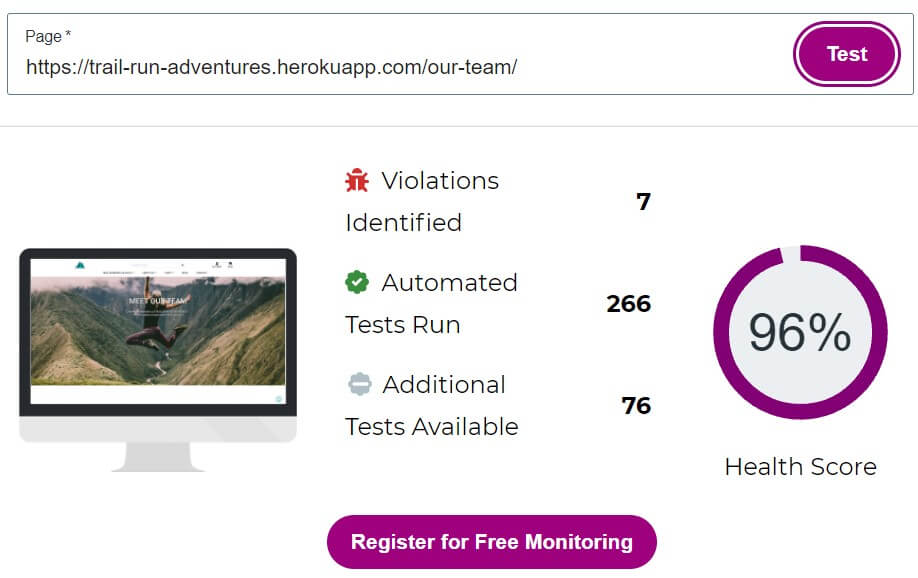 Page *
https://trail-run-adventures.herokuapp.com/our-team/
Test
Violations
Identified
7
Automated
Tests Run
266
Additional
Tests Available
76
MEET OUR TEAM
96%
Health Score
Register for Free Monitoring